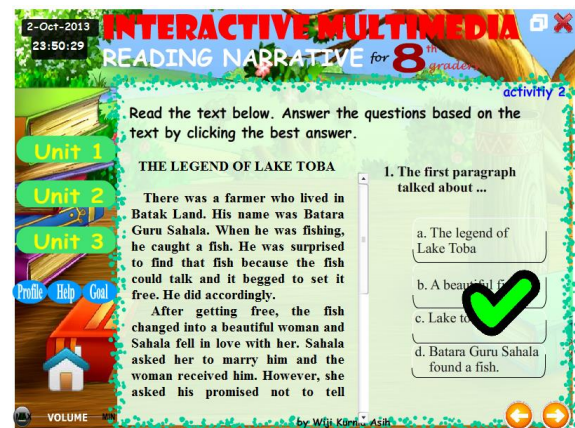 2-Oct-2013
23:50:29
INTERACTIVE MULTIMEDIA
READING NARRATIVE for 8th graders
activitiy 2
Read the text below. Answer the questions based on the
text by clicking the best answer.
Unit 1
Unit 2
Unit 3
Profile Help Goal
THE LEGEND OF LAKE TOBA
There was a farmer who lived in
Batak Land. His name was Batara
Guru Sahala. When he was fishing,
he caught a fish. He was surprised
to find that fish because the fish
could talk and it begged to set it
free. He did accordingly.
After getting free, the fish
changed into a beautiful woman and
Sahala fell in love with her. Sahala
asked her to marry him and the
woman received him. However, she
asked his promised not to tell
1. The first paragraph
talked about ...
a. The legend of
Lake Toba
b. A beautiful
c. Lake
d. Batara Guru Sahala
found a fish.
MAX VOLUME MIN
by Wiji Kurnia Asih